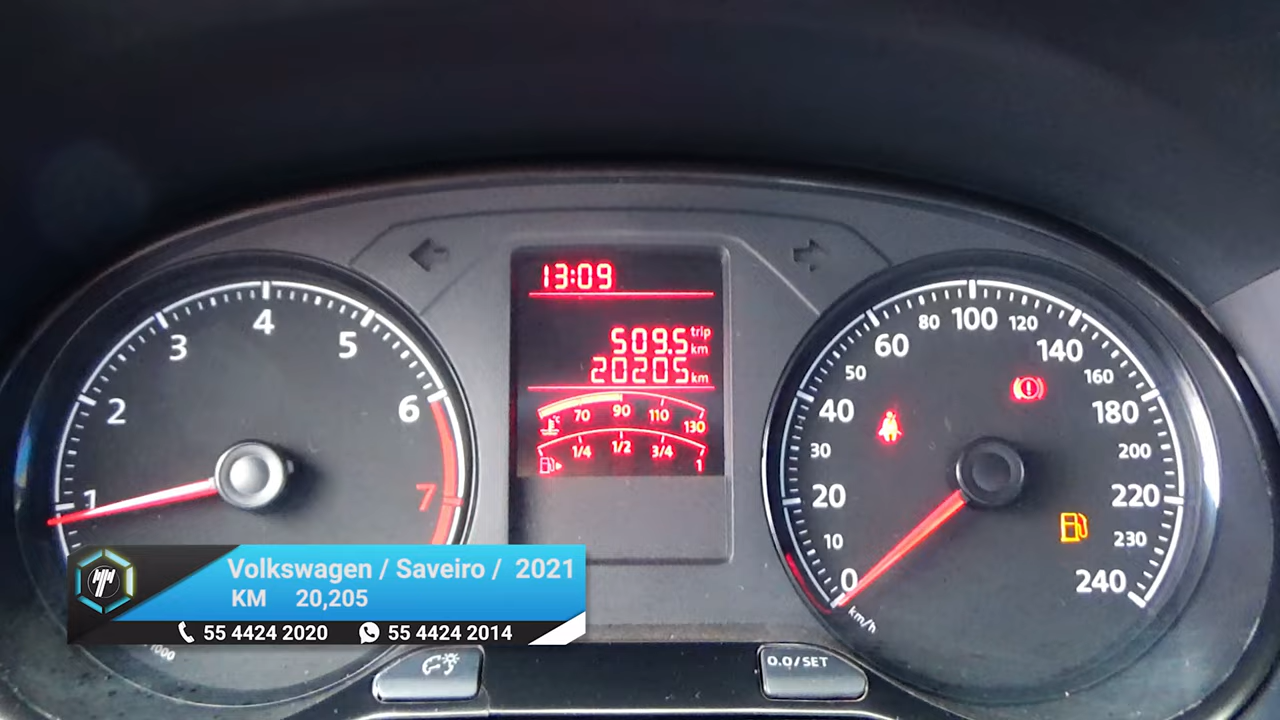 13:09
509.5 trip km
20205 km
70 90 110 130
°C
1/4 1/2 3/4 1
1 2 3 4 5 6 7
0 10 20 30 40 50 60 80 100 120 140 160 180 200 220 230 240
km/h
Volkswagen / Saveiro / 2021
KM 20,205
55 4424 2020 55 4424 2014
1000
0.0/SET